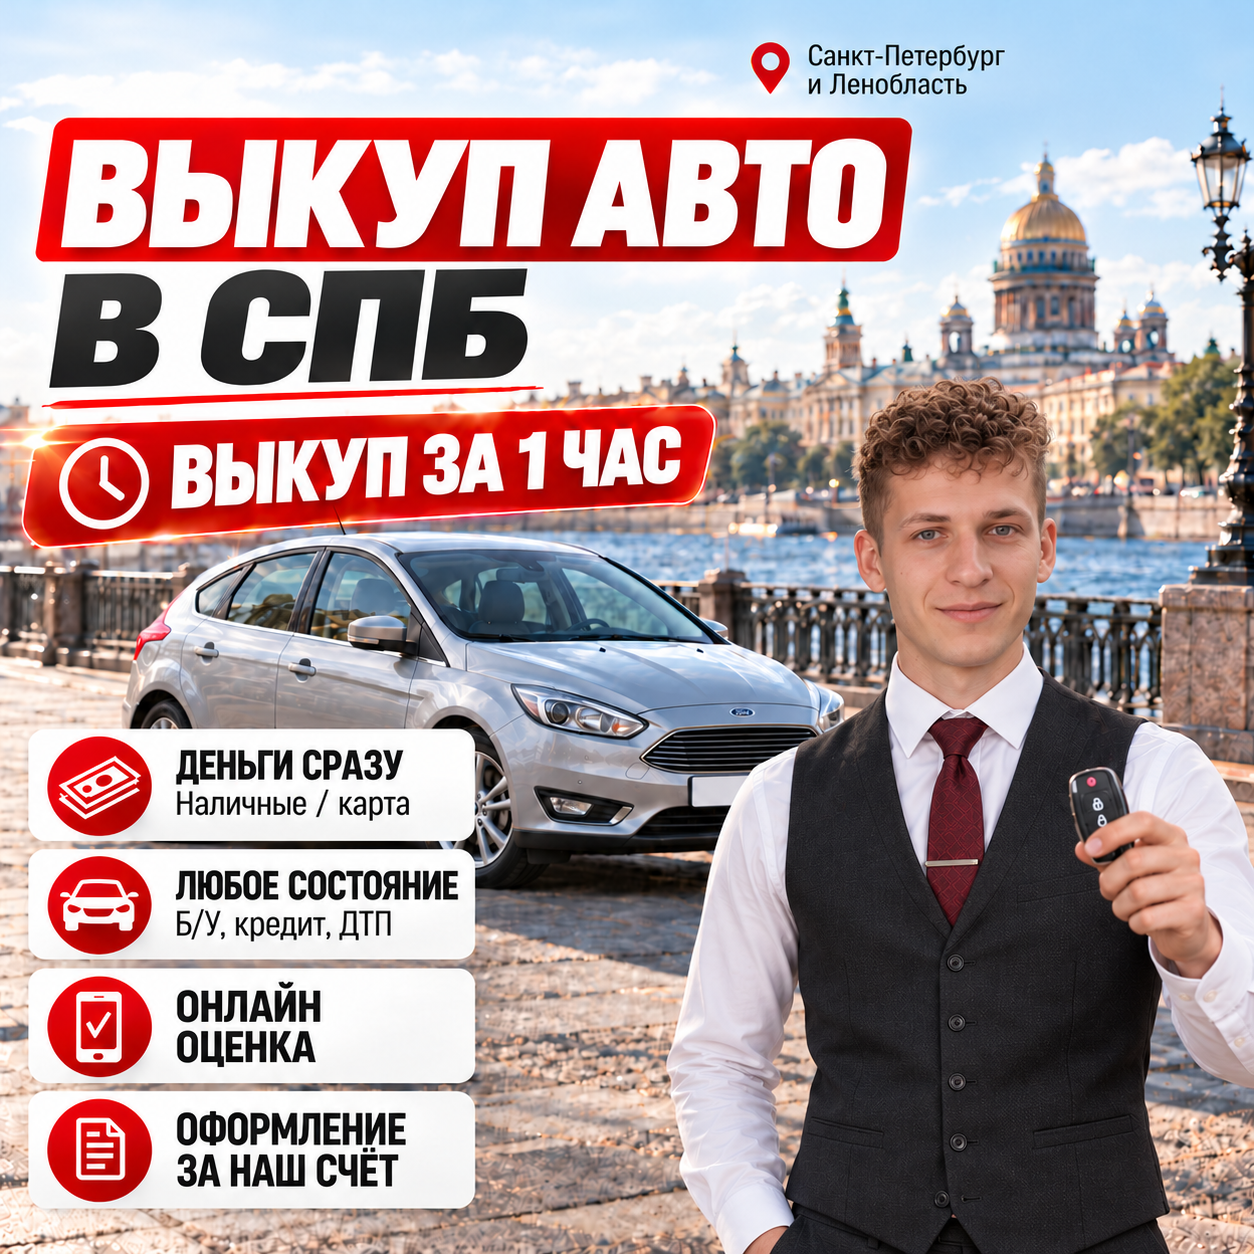 Санкт-Петербург
и Ленобласть
ВЫКУП АВТО
В СПБ
ВЫКУП ЗА 1 ЧАС
Ford
ДЕНЬГИ СРАЗУ
Наличные / карта
ЛЮБОЕ СОСТОЯНИЕ
Б/У, кредит, ДТП
ОНЛАЙН
ОЦЕНКА
ОФОРМЛЕНИЕ
ЗА НАШ СЧЁТ